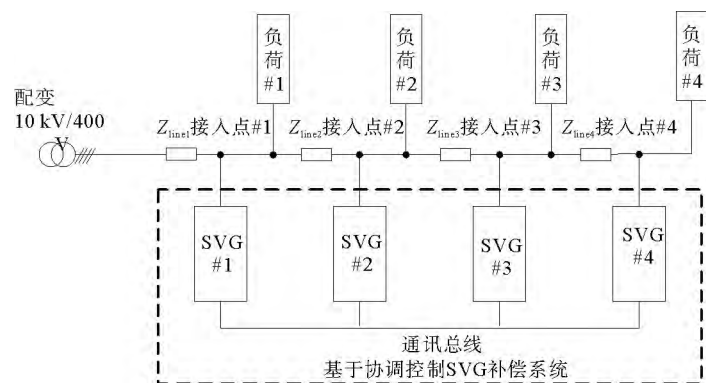 负荷#1
负荷#2
负荷#3
负荷#4
配变
10 kV/400
V
Zline1接入点#1
Zline2接入点#2
Zline3接入点#3
Zline4接入点#4
SVG
#1
SVG
#2
SVG
#3
SVG
#4
通讯总线
基于协调控制SVG补偿系统